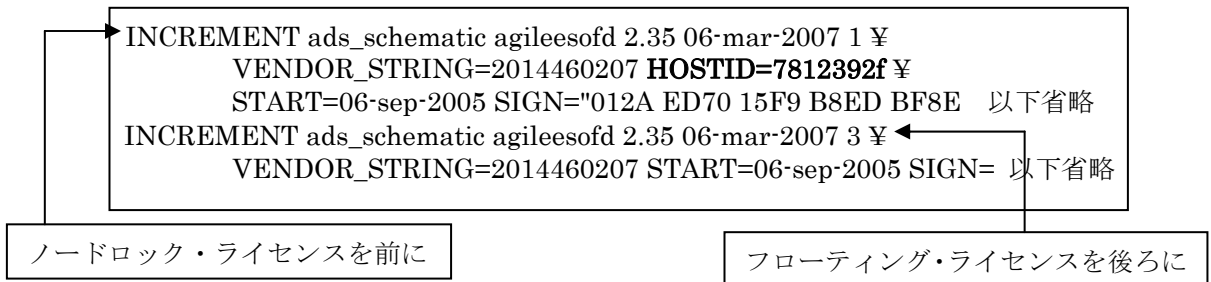 INCREMENT ads_schematic agileesofd 2.35 06-mar-2007 1 ¥
VENDOR_STRING=2014460207 HOSTID=7812392f ¥
START=06-sep-2005 SIGN="012A ED70 15F9 B8ED BF8E 以下省略
INCREMENT ads_schematic agileesofd 2.35 06-mar-2007 3 ¥
VENDOR_STRING=2014460207 START=06-sep-2005 SIGN= 以下省略
ノードロック・ライセンスを前に
フローティング・ライセンスを後ろに